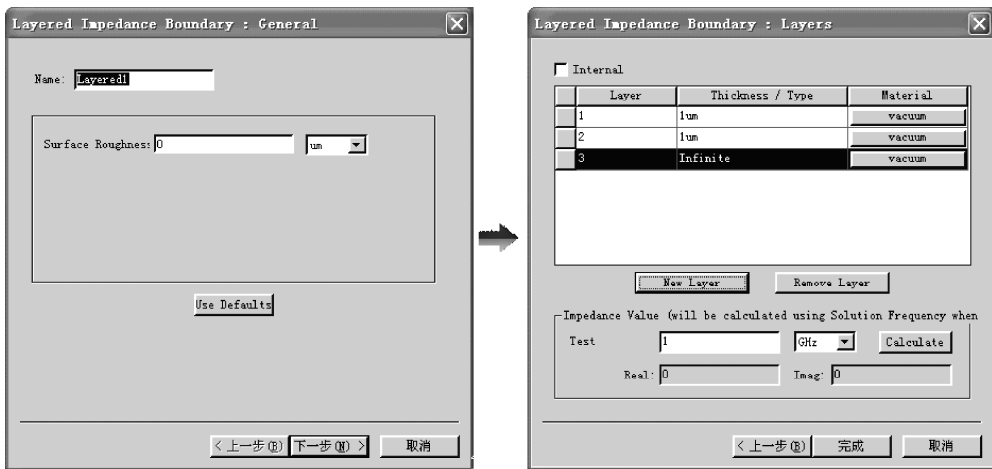 Layered Impedance Boundary : General
Name: Layered1
Surface Roughnes: 0 um
Use Defaults
< 上一步(B) 下一步(N) > 取消
Layered Impedance Boundary : Layers
Internal
Layer Thickness / Type Material
1 1um vacuum
2 1um vacuum
3 Infinite vacuum
New Layer Remove Layer
Impedance Value (will be calculated using Solution Frequency when
Test 1 GHz Calculate
Real: 0 Imag: 0
< 上一步(B) 完成 取消